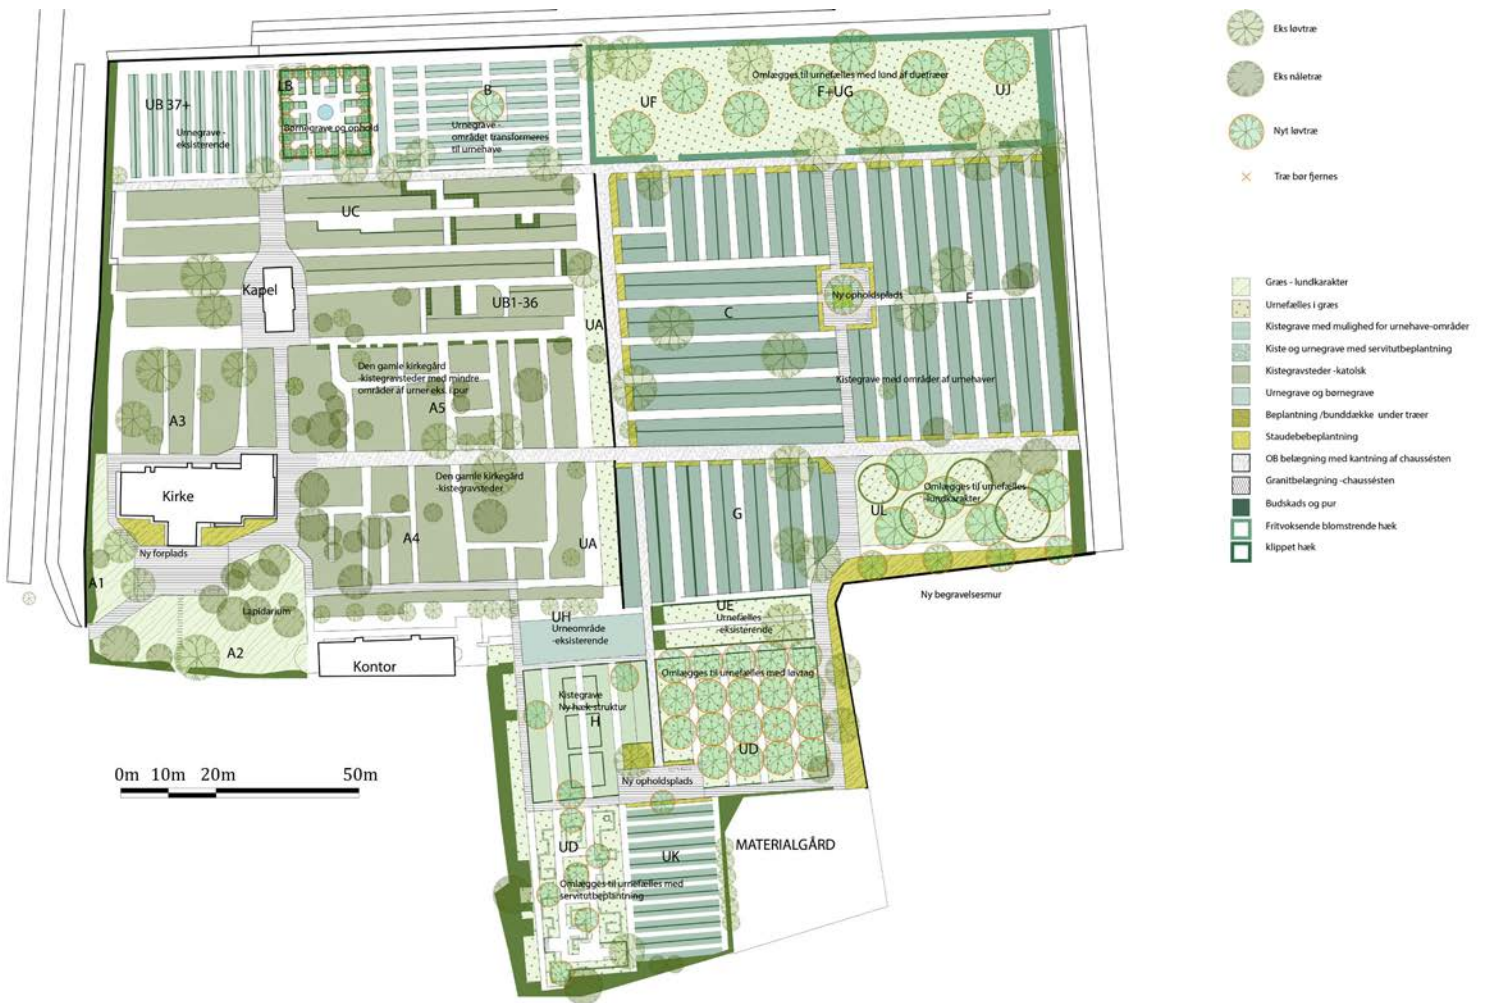 Eks løvtræ
Eks nåletræ
Nyt løvtræ
Træ bør fjernes
Græs - lundkarakter
Urnefælles i græs
Kistegrave med mulighed for urnehave-områder
Kiste og urnegrave med servitutbeplantning
Kistegravsteder -katolsk
Urnegrave og børnegrave
Beplantning /bunddække under træer
Staudebebeplantning
OB belægning med kantning af chaussésten
Granitbelægning -chaussésten
Budskads og pur
Fritvoksende blomstrende hæk
klippet hæk
UB 37+
Urnegrave -
eksisterende
LB
Børnegrave og ophold
B
Urnegrave -
området transformeres
til urnehave
Omlægges til urnefælles med lund af duetræer
UF
F+UG
UJ
UC
Kapel
UB1-36
UA
C
Ny opholdsplads
E
Den gamle kirkegård
-kistegravsteder med mindre
områder af urner eks. i pur
Kistegrave med områder af urnehaver
A3
A5
Kirke
Den gamle kirkegård
-kistegravsteder
Omlægges til urnefælles
-lundkarakter
UL
G
A4
UA
Ny forplads
A1
Lapidarium
A2
Kontor
Ny begravelsesmur
UH
Urneområde
-eksisterende
UE
Urnefælles
-eksisterende
Omlægges til urnefælles med løvtag
Kistegrave
Ny hæk struktur
H
UD
Ny opholdsplads
0m 10m 20m 50m
UD
UK
MATERIALGÅRD
Omlægges til urnefælles med
servitutbeplantning